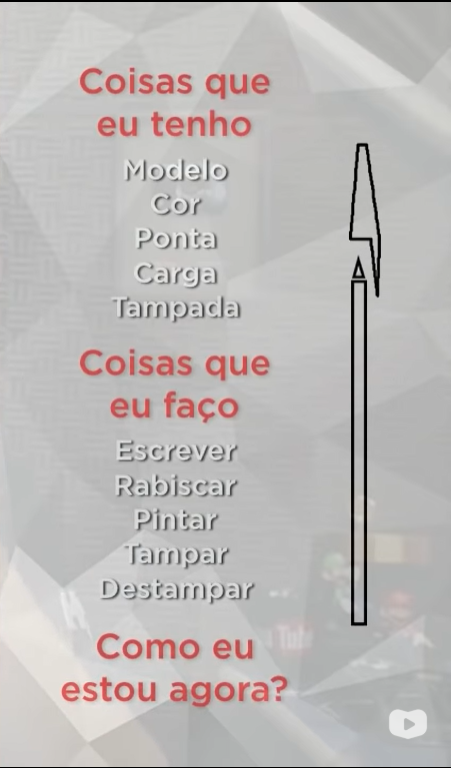 Coisas que
eu tenho
Modelo
Cor
Ponta
Carga
Tampada
Coisas que
eu faço
Escrever
Rabiscar
Pintar
Tampar
Destampar
Como eu
estou agora?